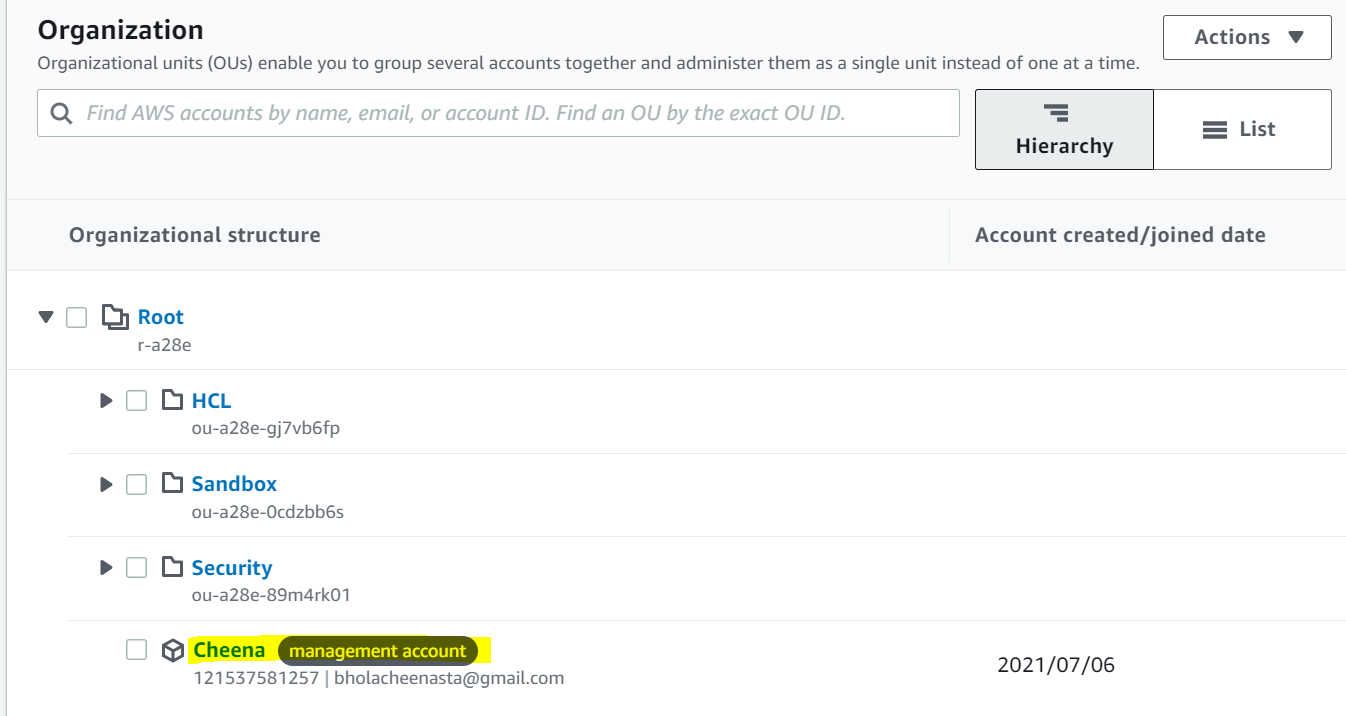 Organization
Actions
Organizational units (OUs) enable you to group several accounts together and administer them as a single unit instead of one at a time.
Find AWS accounts by name, email, or account ID. Find an OU by the exact OU ID.
Hierarchy
List
Organizational structure
Account created/joined date
Root
r-a28e
HCL
ou-a28e-gj7vb6fp
Sandbox
ou-a28e-0cdzbb6s
Security
ou-a28e-89m4rk01
Cheena management account
121537581257 | bholacheenasta@gmail.com
2021/07/06